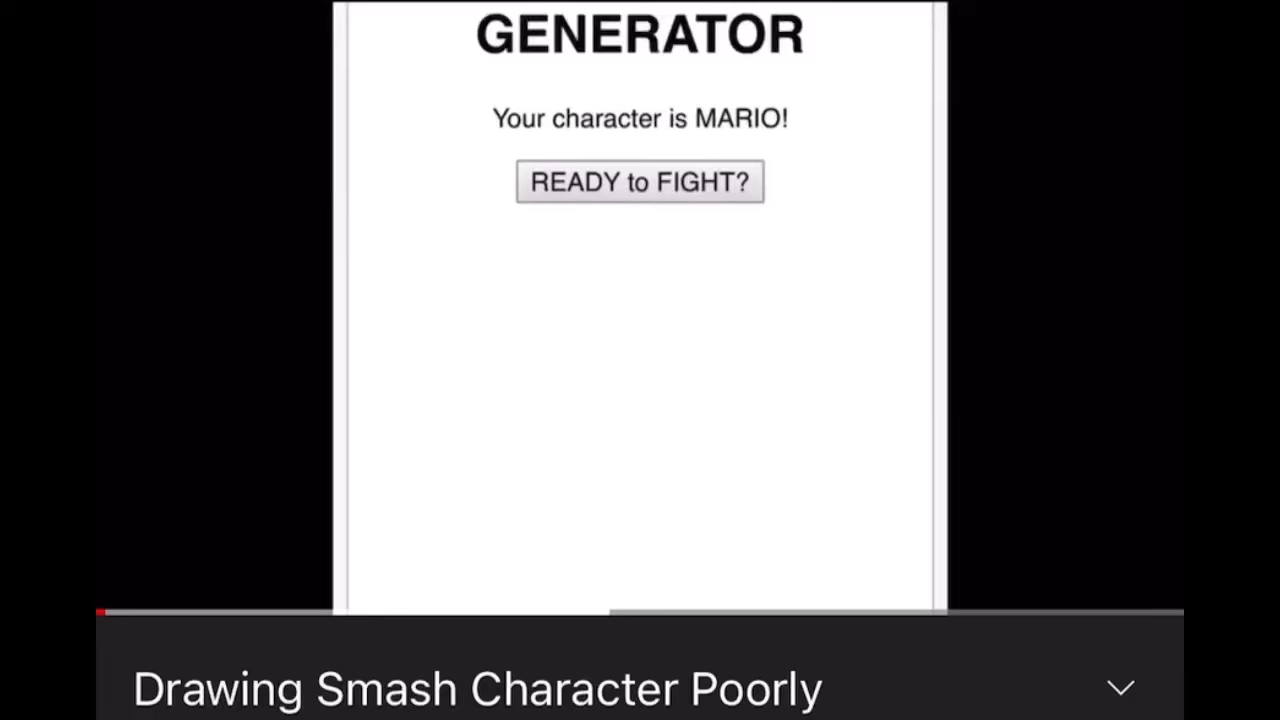 GENERATOR
Your character is MARIO!
READY to FIGHT?
Drawing Smash Character Poorly